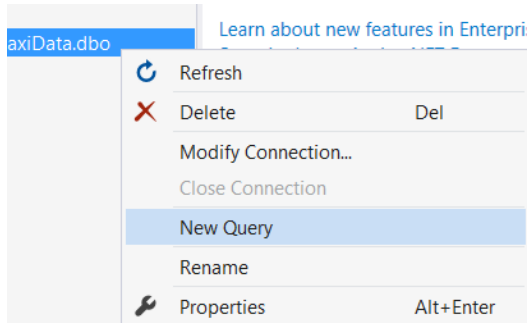 Learn about new features in Enterpri
axiData.dbo
Refresh
Delete Del
Modify Connection...
Close Connection
New Query
Rename
Properties Alt+Enter